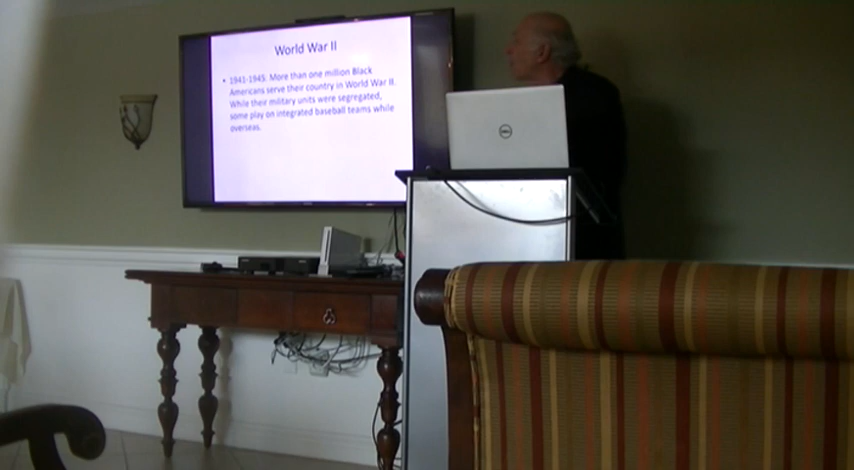 World War II
• 1941-1945: More than one million Black
Americans serve their country in World War II.
While their military units were segregated,
some play on integrated baseball teams while
overseas.
DELL